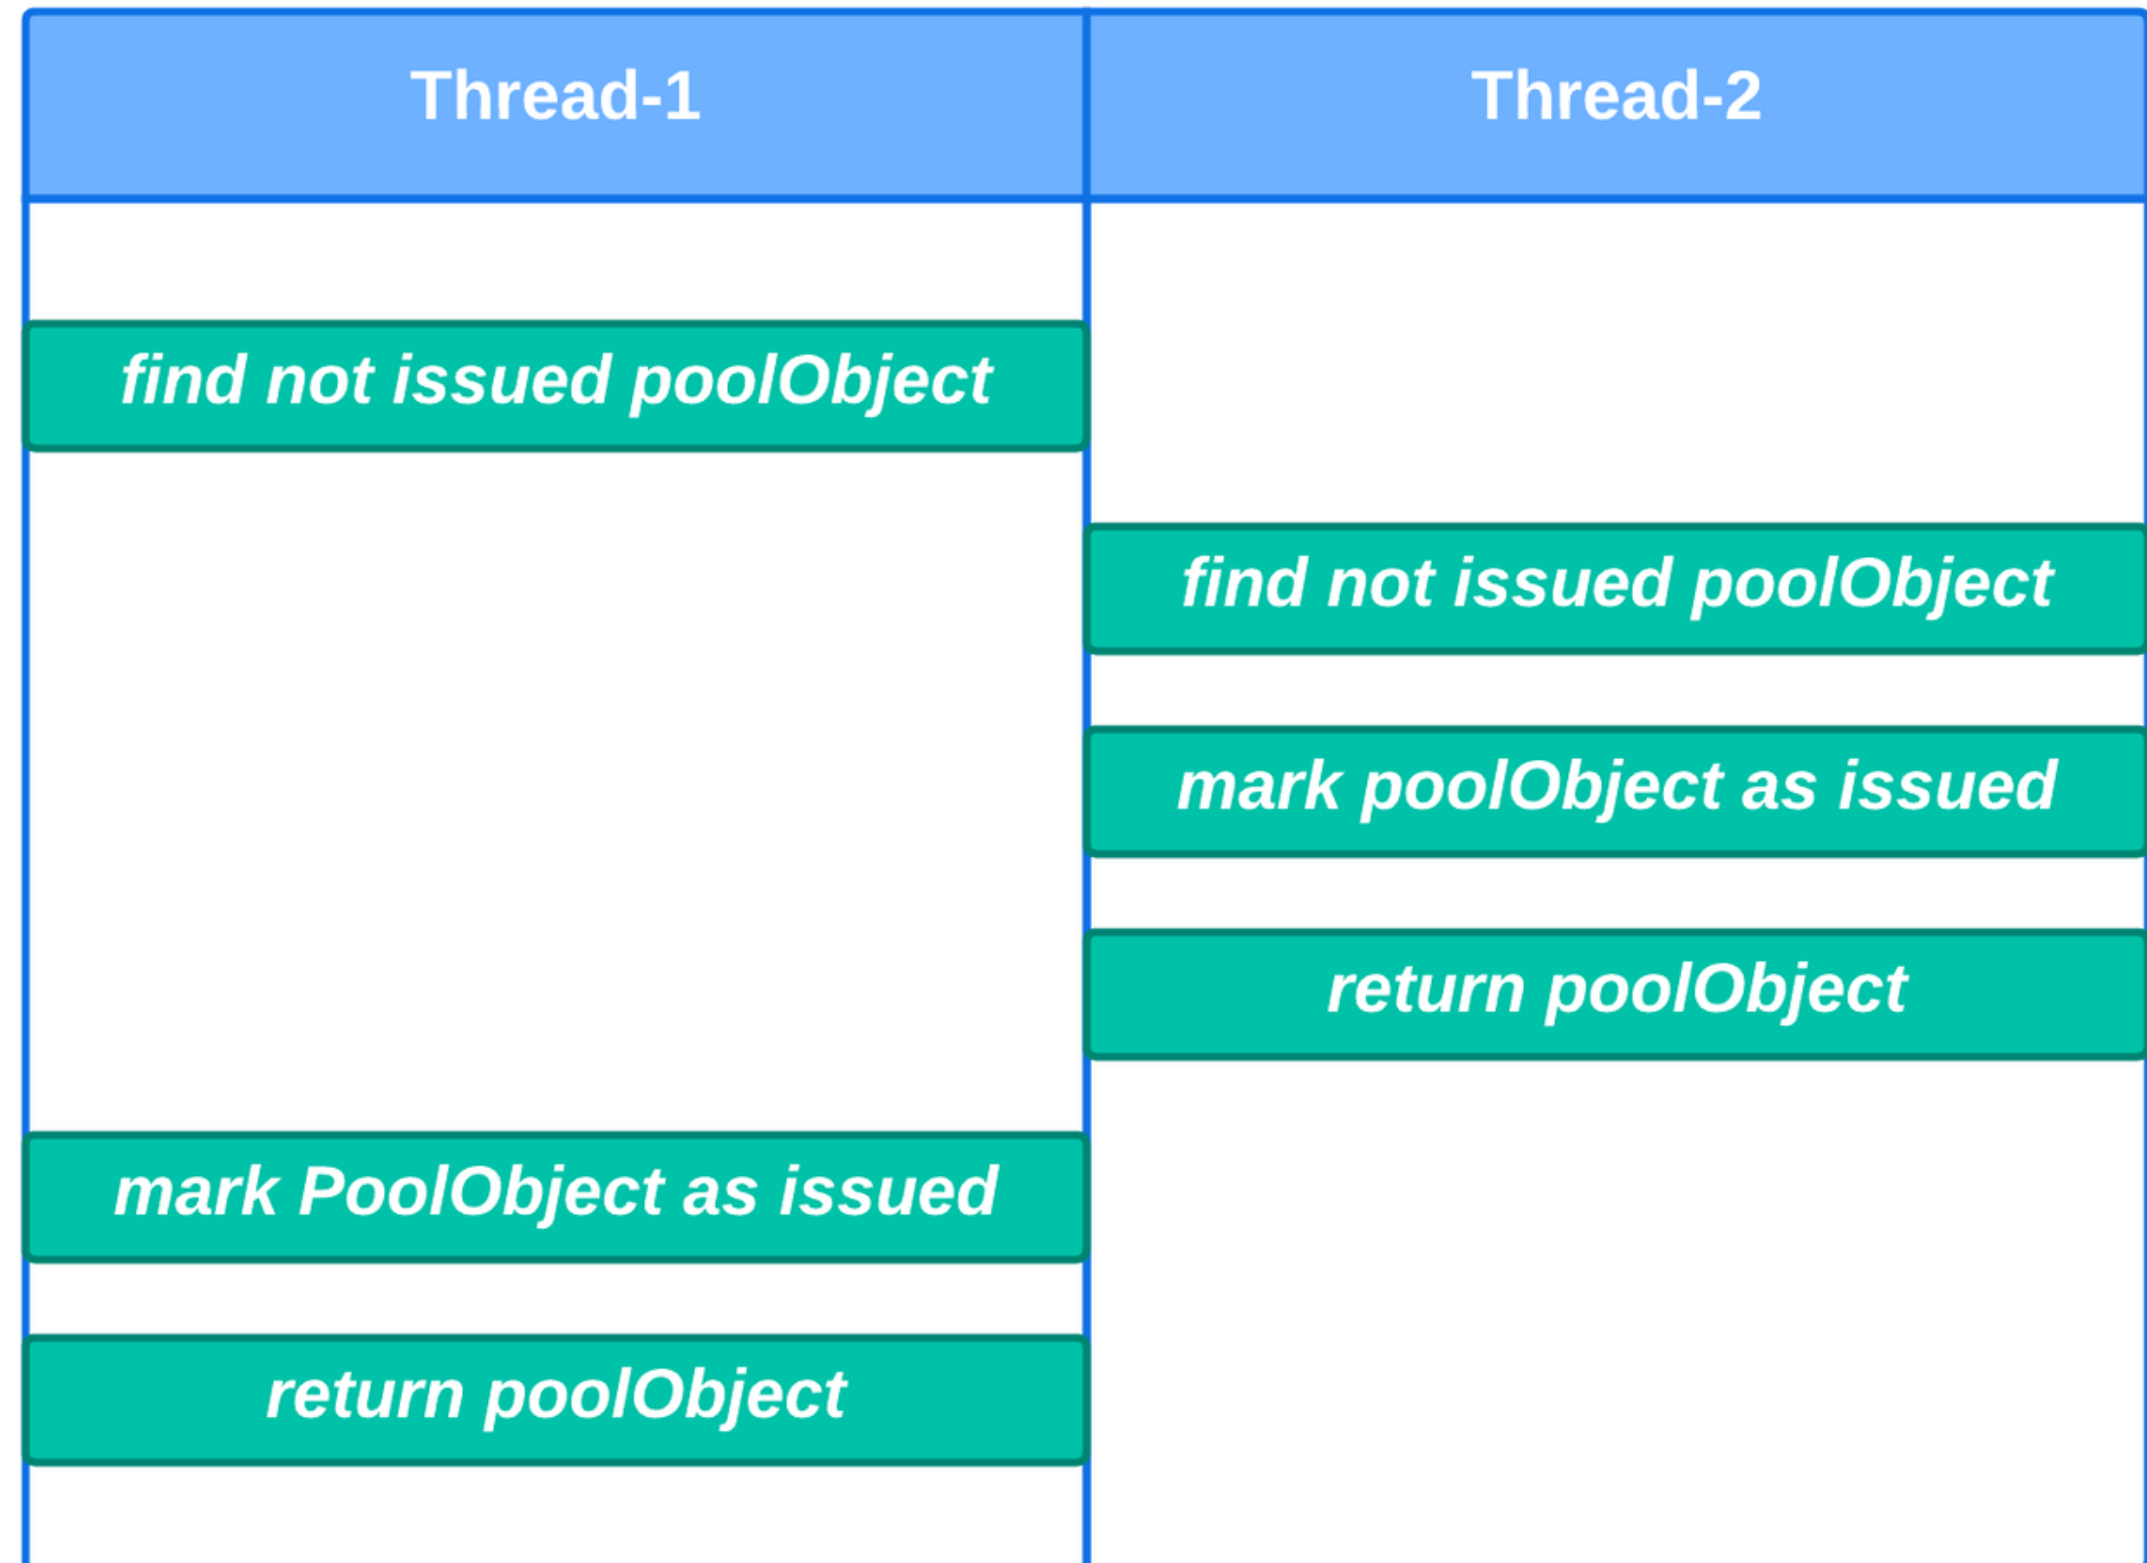 Thread-1
Thread-2
find not issued poolObject
find not issued poolObject
mark poolObject as issued
return poolObject
mark PoolObject as issued
return poolObject